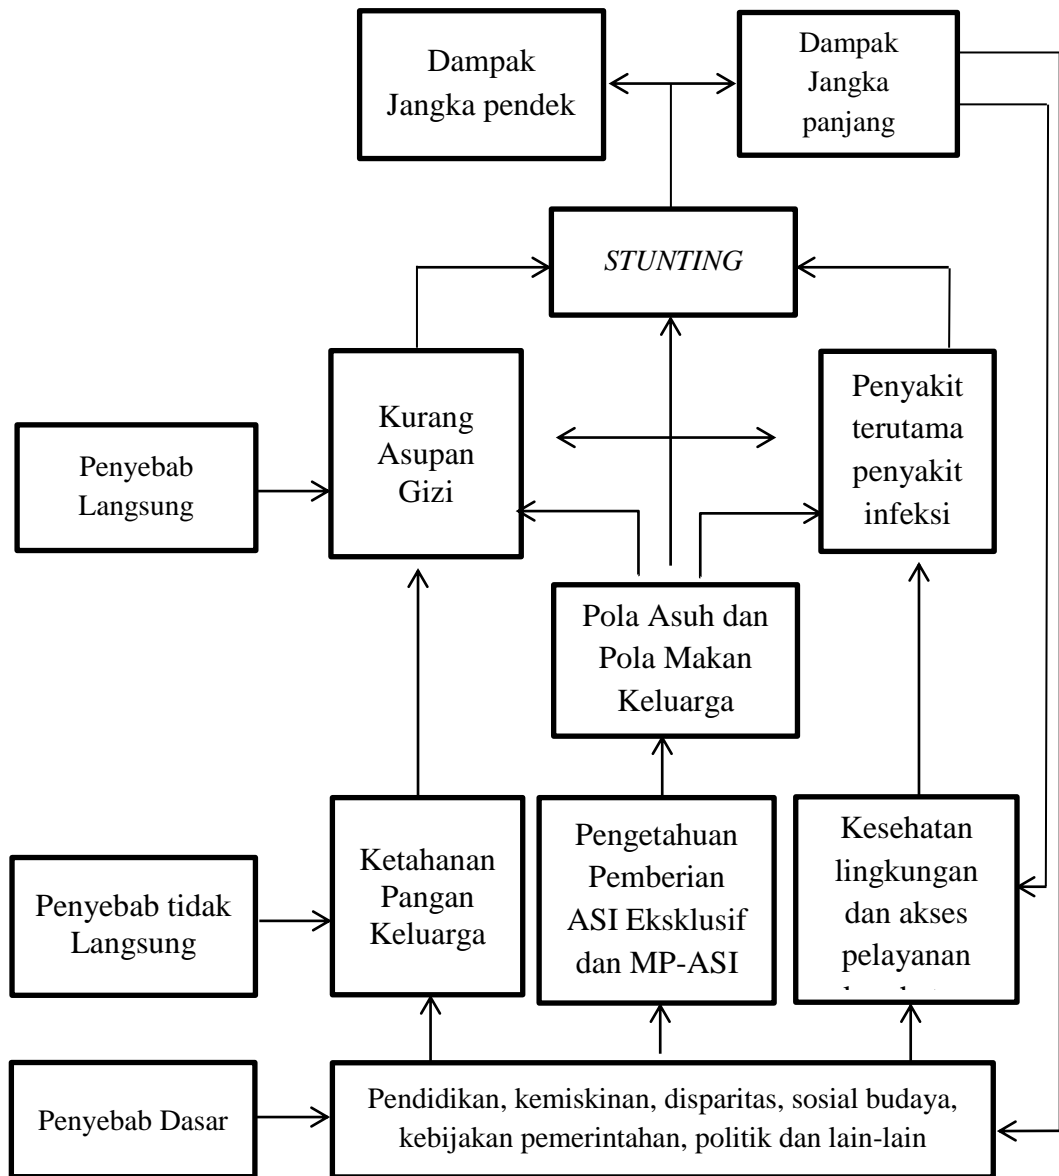 Dampak
Jangka pendek
Dampak
Jangka
panjang
STUNTING
Penyebab
Langsung
Kurang
Asupan
Gizi
Penyakit
terutama
penyakit
infeksi
Pola Asuh dan
Pola Makan
Keluarga
Penyebab tidak
Langsung
Ketahanan
Pangan
Keluarga
Pengetahuan
Pemberian
ASI Eksklusif
dan MP-ASI
Kesehatan
lingkungan
dan akses
pelayanan
Penyebab Dasar
Pendidikan, kemiskinan, disparitas, sosial budaya,
kebijakan pemerintahan, politik dan lain-lain